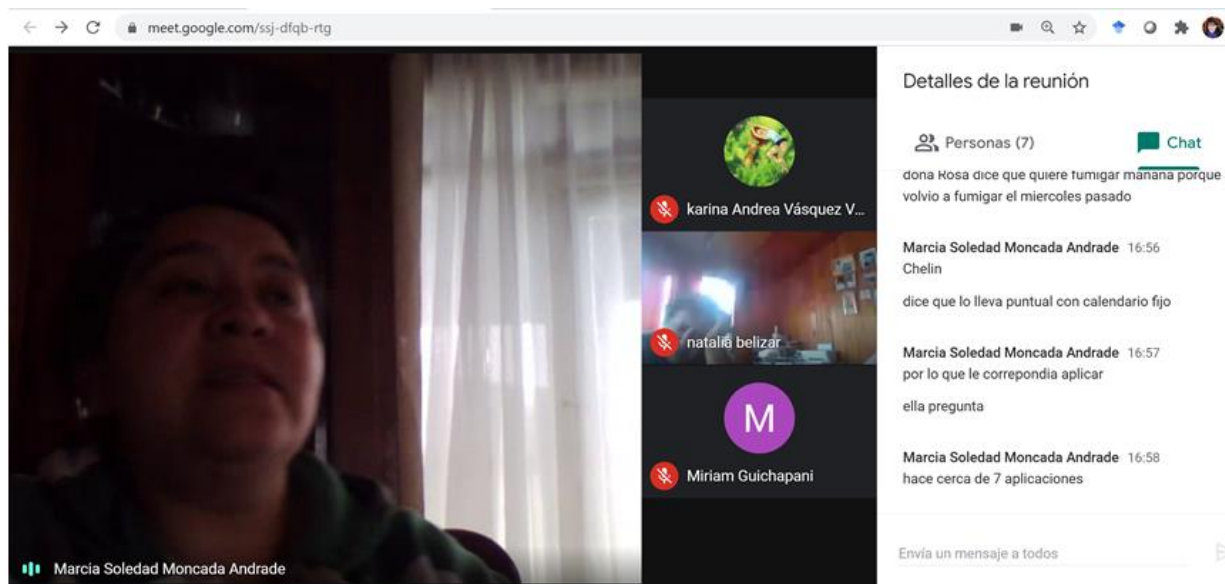 meet.google.com/ssj-dfqb-rtg
Marcia Soledad Moncada Andrade
karina Andrea Vásquez V...
natalia belizar
M
Miriam Guichapani
Detalles de la reunión
Personas (7)
Chat
dona Rosa dice que quiere fumigar mañana porque
volvio a fumigar el miercoles pasado
Marcia Soledad Moncada Andrade 16:56
Chelin
dice que lo lleva puntual con calendario fijo
Marcia Soledad Moncada Andrade 16:57
por lo que le correpondia aplicar
ella pregunta
Marcia Soledad Moncada Andrade 16:58
hace cerca de 7 aplicaciones
Envía un mensaje a todos